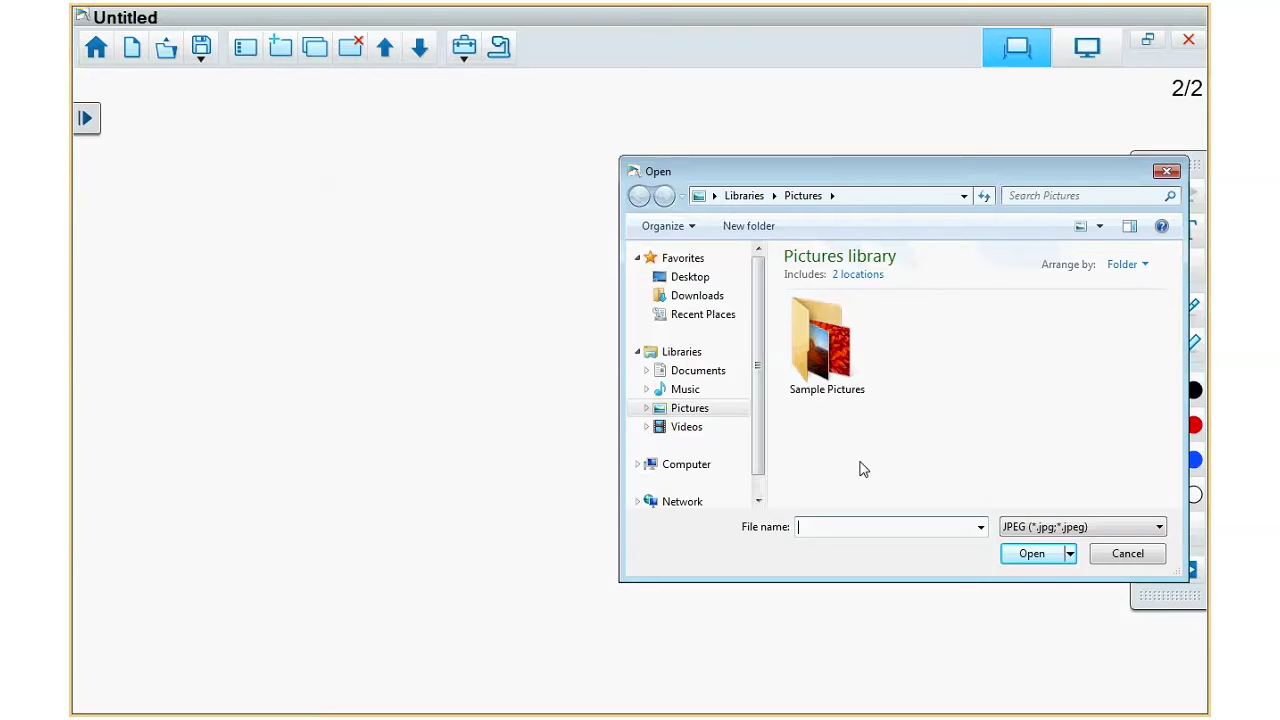 Untitled
2/2
Open
Libraries Pictures
Search Pictures
Organize
New folder
Favorites
Desktop
Downloads
Recent Places
Libraries
Documents
Music
Pictures
Videos
Computer
Network
Pictures library
Includes: 2 locations
Arrange by: Folder
Sample Pictures
File name:
JPEG (*.jpg;*.jpeg)
Open
Cancel